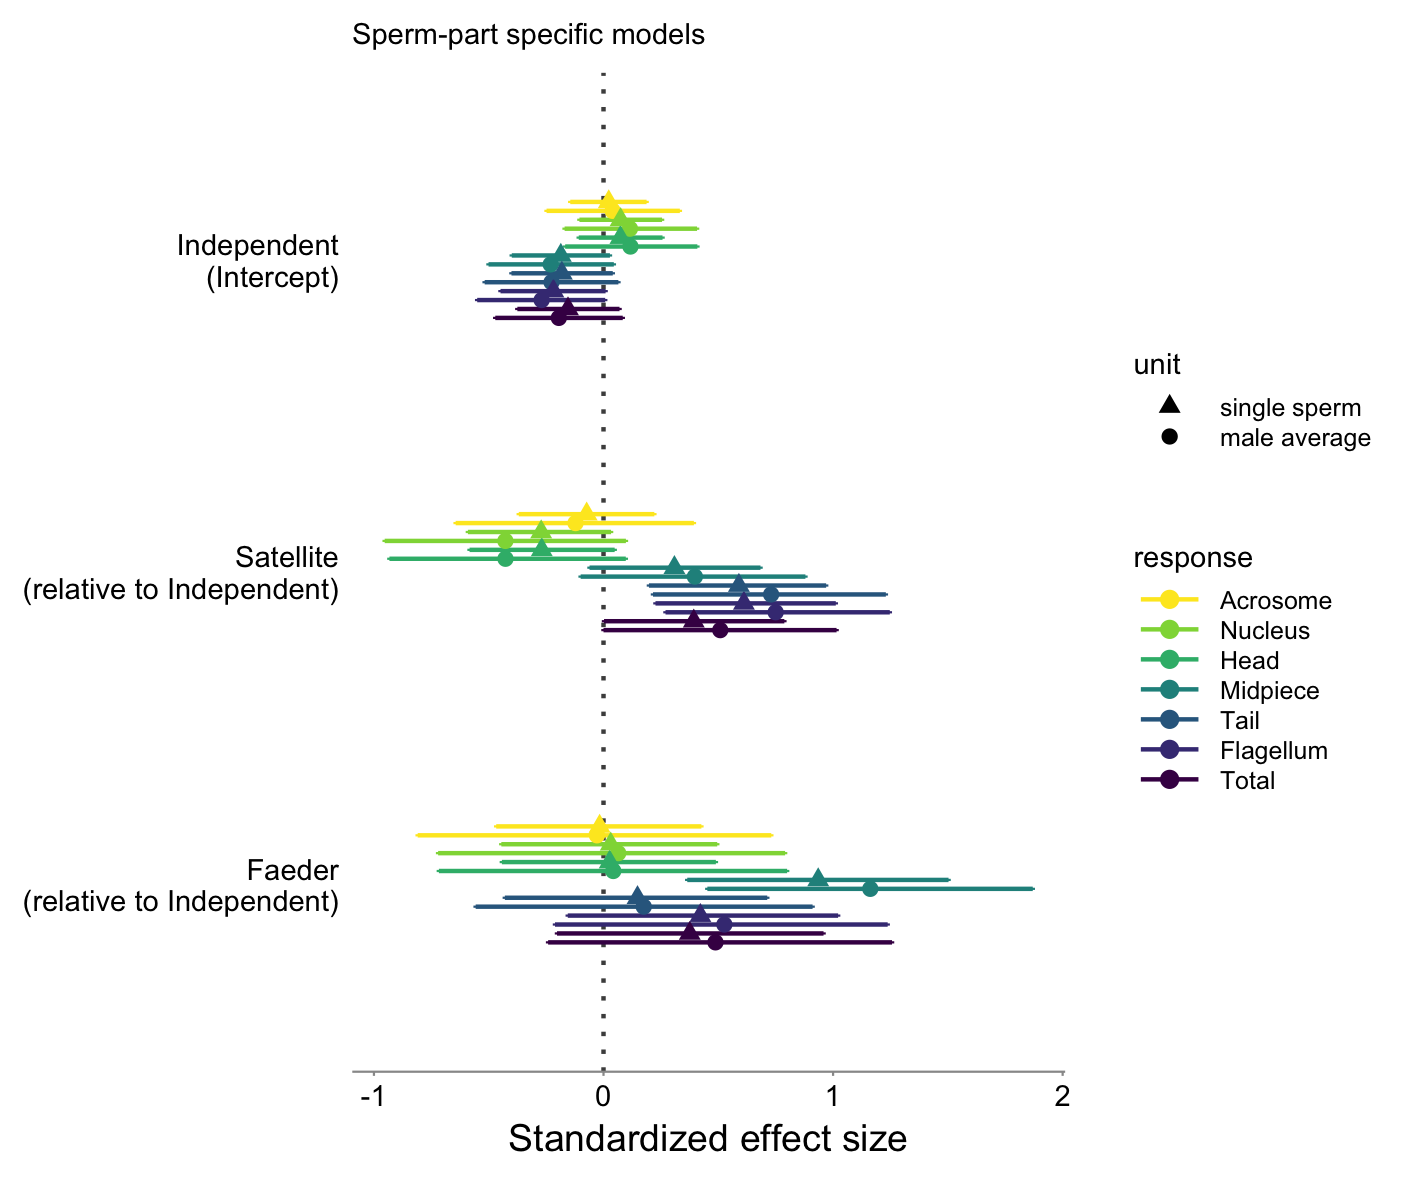 Sperm-part specific models
Independent
(Intercept)
Satellite
(relative to Independent)
Faeder
(relative to Independent)
-1
0
1
2
Standardized effect size
unit
single sperm
male average
response
Acrosome
Nucleus
Head
Midpiece
Tail
Flagellum
Total